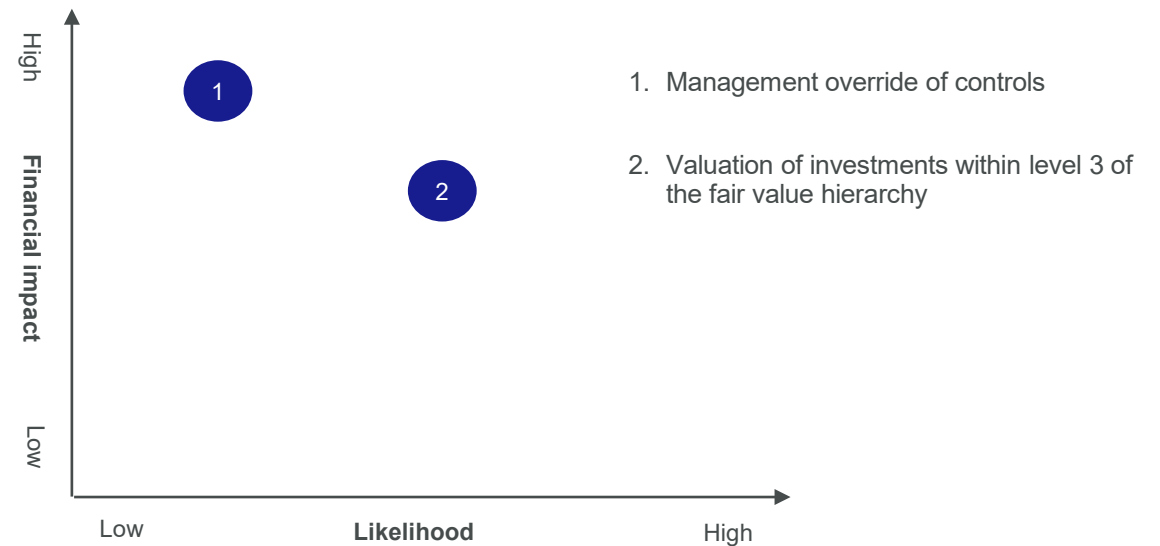 High
Financial impact
Low
1
2
Low
Likelihood
High
1. Management override of controls
2. Valuation of investments within level 3 of
the fair value hierarchy